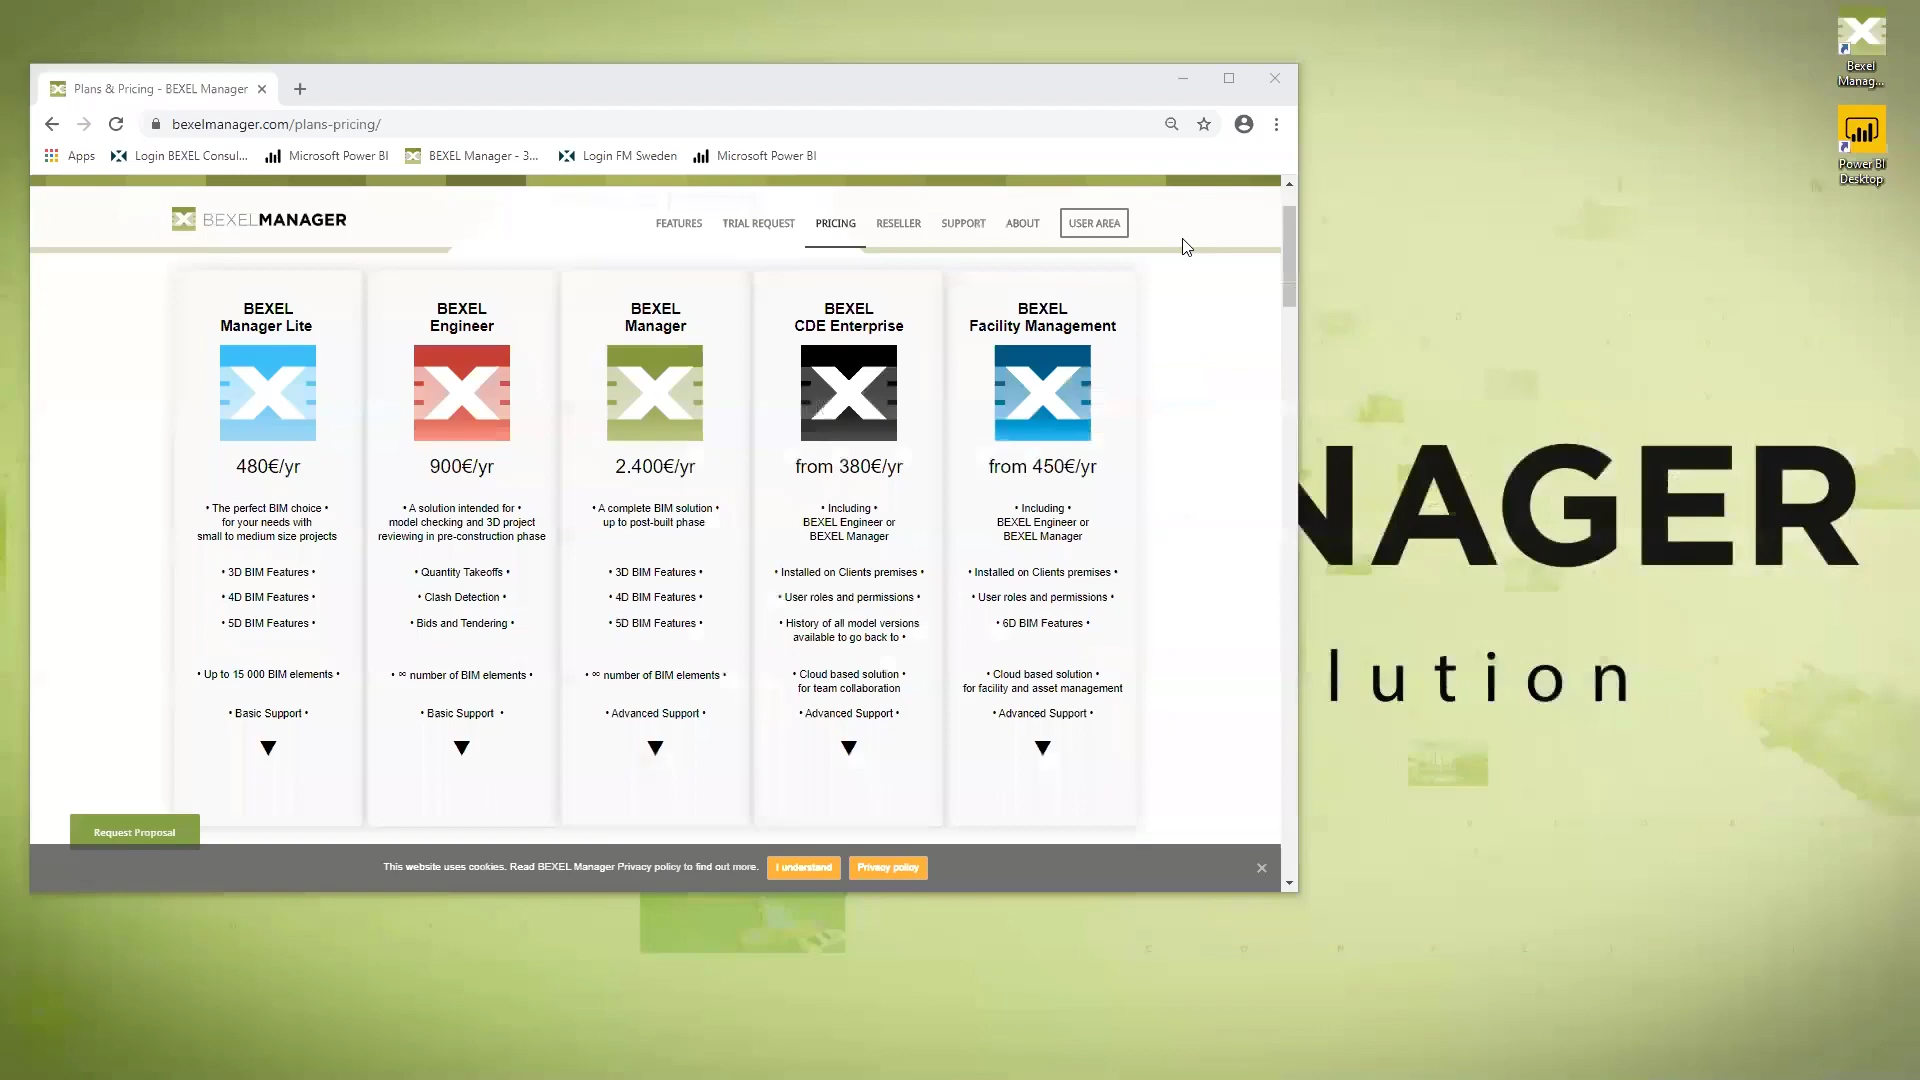 Plans & Pricing - BEXEL Manager
bexelmanager.com/plans-pricing/
Apps
Login BEXEL Consul...
Microsoft Power BI
BEXEL Manager - 3...
Login FM Sweden
Microsoft Power BI
BEXELMANAGER
FEATURES
TRIAL REQUEST
PRICING
RESELLER
SUPPORT
ABOUT
USER AREA
BEXEL
Manager Lite
480€/yr
• The perfect BIM choice •
for your needs with
small to medium size projects
• 3D BIM Features •
• 4D BIM Features •
• 5D BIM Features •
• Up to 15 000 BIM elements •
• Basic Support •
BEXEL
Engineer
900€/yr
• A solution intended for •
model checking and 3D project
reviewing in pre-construction phase
• Quantity Takeoffs •
• Clash Detection •
• Bids and Tendering •
• ∞ number of BIM elements •
• Basic Support •
BEXEL
Manager
2.400€/yr
• A complete BIM solution •
up to post-built phase
• 3D BIM Features •
• 4D BIM Features •
• 5D BIM Features •
• ∞ number of BIM elements •
• Advanced Support •
BEXEL
CDE Enterprise
from 380€/yr
• Including •
BEXEL Engineer or
BEXEL Manager
• Installed on Clients premises •
• User roles and permissions •
• History of all model versions
available to go back to •
• Cloud based solution •
for team collaboration
• Advanced Support •
BEXEL
Facility Management
from 450€/yr
• Including •
BEXEL Engineer or
BEXEL Manager
• Installed on Clients premises •
• User roles and permissions •
• 6D BIM Features •
• Cloud based solution •
for facility and asset management
• Advanced Support •
Request Proposal
This website uses cookies. Read BEXEL Manager Privacy policy to find out more.
I understand
Privacy policy
Bexel
Manag...
Power BI
Desktop
NAGER
lution